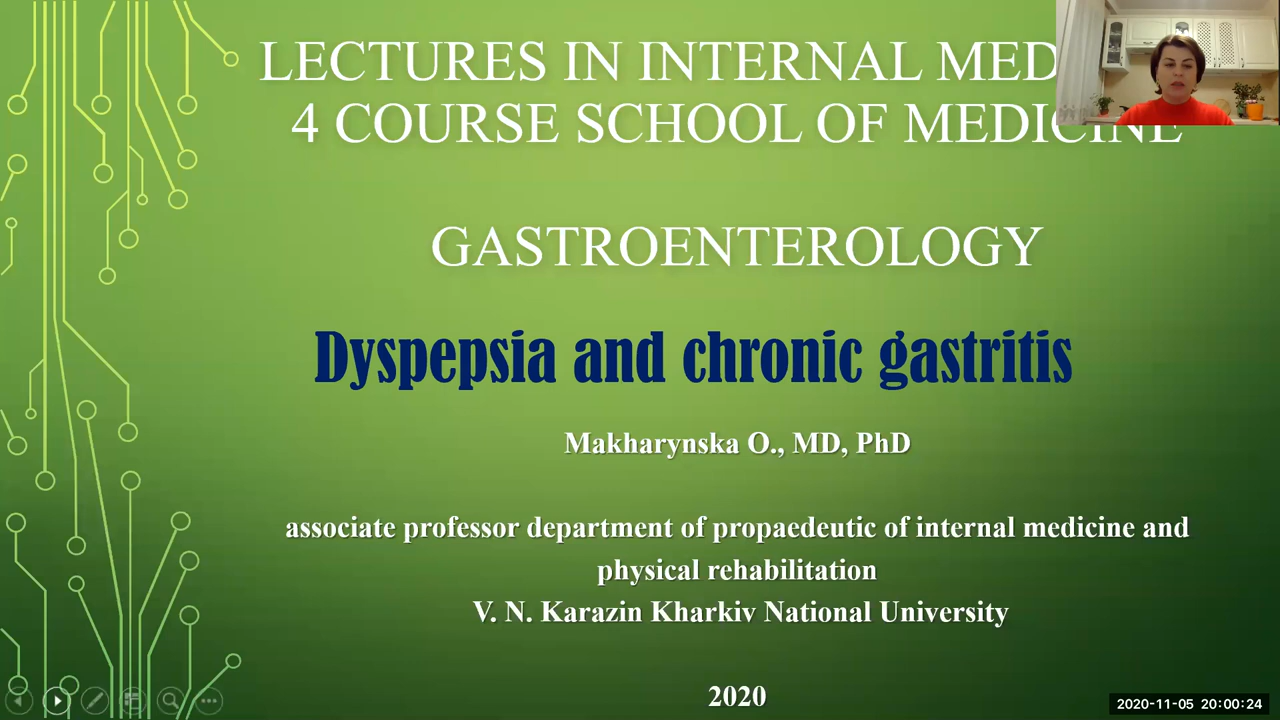 LECTURES IN INTERNAL MED
4 COURSE SCHOOL OF MEDICINE
GASTROENTEROLOGY
Dyspepsia and chronic gastritis
Makharynska O., MD, PhD
associate professor department of propaedeutic of internal medicine and
physical rehabilitation
V. N. Karazin Kharkiv National University
2020
2020-11-05 20:00:24